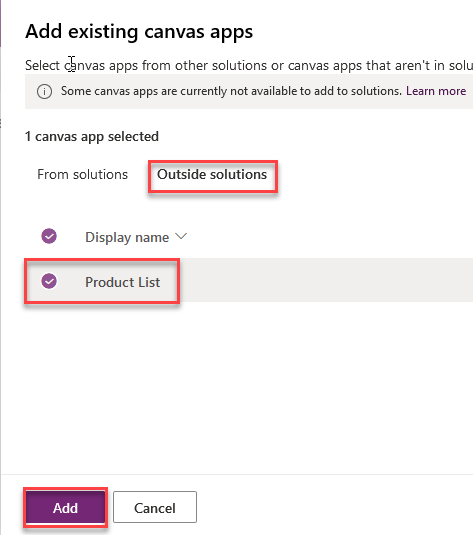 Add existing canvas apps
Select canvas apps from other solutions or canvas apps that aren't in solu
Some canvas apps are currently not available to add to solutions. Learn more
1 canvas app selected
From solutions Outside solutions
Display name
Product List
Add Cancel